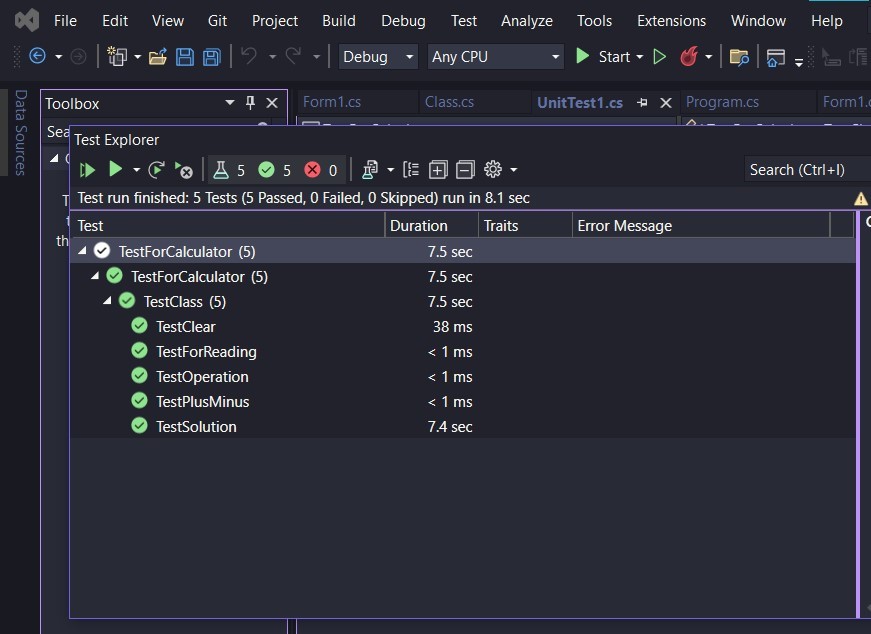 File Edit View Git Project Build Debug Test Analyze Tools Extensions Window Help
Debug Any CPU Start
Data Sources
Toolbox
Form1.cs Class.cs UnitTest1.cs Program.cs Form1.
Sea
Test Explorer
5 5 0 Search (Ctrl+I)
Test run finished: 5 Tests (5 Passed, 0 Failed, 0 Skipped) run in 8.1 sec
Test Duration Traits Error Message
TestForCalculator (5) 7.5 sec
TestForCalculator (5) 7.5 sec
TestClass (5) 7.5 sec
TestClear 38 ms
TestForReading < 1 ms
TestOperation < 1 ms
TestPlusMinus < 1 ms
TestSolution 7.4 sec